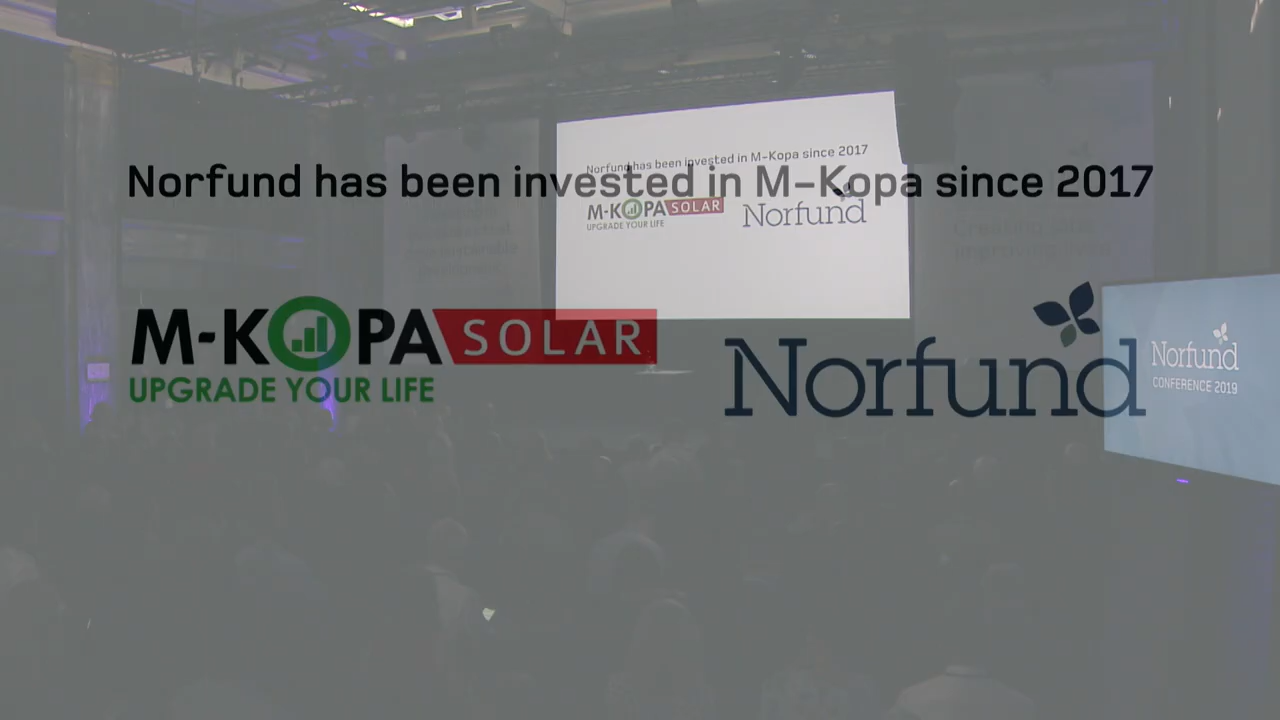 Norfund has been invested in M-Kopa since 2017
M-KOPA SOLAR
UPGRADE YOUR LIFE
Norfund
Norfund has been invested in M-Kopa since 2017
M-KOPA SOLAR
UPGRADE YOUR LIFE
Norfund
Norfund
CONFERENCE 2019